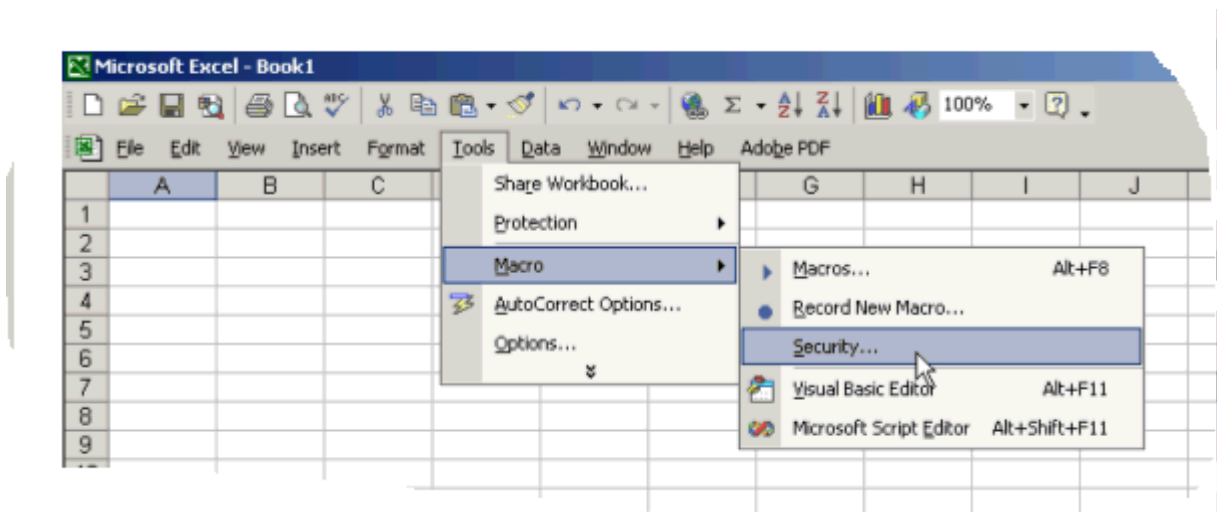 Microsoft Excel - Book1
ABC Σ A Z Z A 100% ?
File Edit View Insert Format Tools Data Window Help Adobe PDF
A B C G H I J
Share Workbook...
Protection
Macro
AutoCorrect Options...
Options...
Macros... Alt+F8
Record New Macro...
Security...
Visual Basic Editor Alt+F11
Microsoft Script Editor Alt+Shift+F11
1
2
3
4
5
6
7
8
9